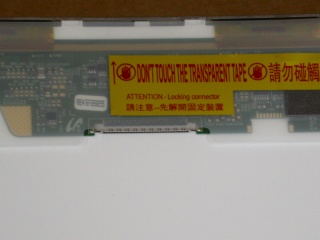 DON'T TOUCH THE TRANSPARENT TAPE 請勿碰觸
ATTENTION - Locking connector
請注意-先解開固定裝置